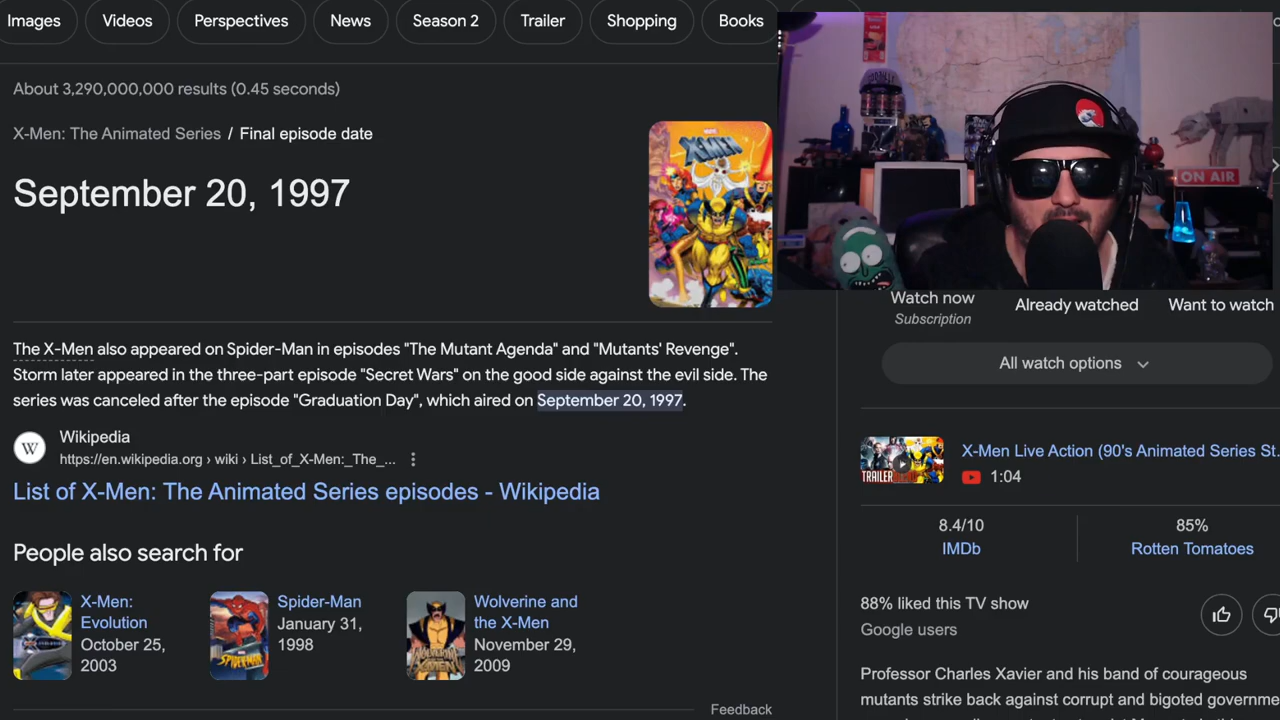 Images
Videos
Perspectives
News
Season 2
Trailer
Shopping
Books
About 3,290,000,000 results (0.45 seconds)
X-Men: The Animated Series / Final episode date
September 20, 1997
MARVEL
X-MEN
ON AIR
The X-Men also appeared on Spider-Man in episodes "The Mutant Agenda" and "Mutants' Revenge".
Storm later appeared in the three-part episode "Secret Wars" on the good side against the evil side. The
series was canceled after the episode "Graduation Day", which aired on September 20, 1997.
W
Wikipedia
https://en.wikipedia.org › wiki › List_of_X-Men:_The_...
List of X-Men: The Animated Series episodes - Wikipedia
People also search for
X-Men:
Evolution
October 25,
2003
SPIDER-MAN
Spider-Man
January 31,
1998
Wolverine and
the X-Men
November 29,
2009
Feedback
Watch now
Subscription
Already watched
Want to watch
All watch options
TRAILER
X-Men Live Action (90's Animated Series St...
1:04
8.4/10
IMDb
85%
Rotten Tomatoes
88% liked this TV show
Google users
Professor Charles Xavier and his band of courageous
mutants strike back against corrupt and bigoted governme